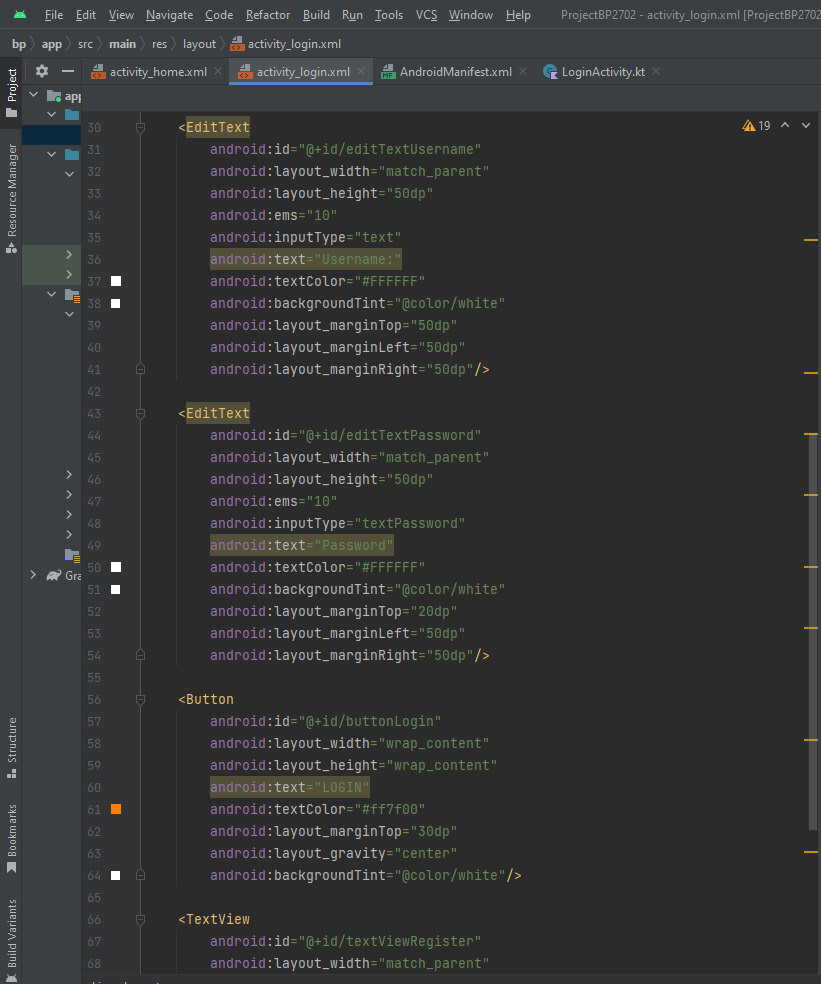 File Edit View Navigate Code Refactor Build Run Tools VCS Window Help ProjectBP2702 - activity_login.xml [ProjectBP2702
bp app src main res layout activity_login.xml
activity_home.xml activity_login.xml AndroidManifest.xml LoginActivity.kt
Project
Resource Manager
Structure
Bookmarks
Build Variants
app
Gra
19
30 <EditText
31 android:id="@+id/editTextUsername"
32 android:layout_width="match_parent"
33 android:layout_height="50dp"
34 android:ems="10"
35 android:inputType="text"
36 android:text="Username:"
37 android:textColor="#FFFFFF"
38 android:backgroundTint="@color/white"
39 android:layout_marginTop="50dp"
40 android:layout_marginLeft="50dp"
41 android:layout_marginRight="50dp"/>
42
43 <EditText
44 android:id="@+id/editTextPassword"
45 android:layout_width="match_parent"
46 android:layout_height="50dp"
47 android:ems="10"
48 android:inputType="textPassword"
49 android:text="Password"
50 android:textColor="#FFFFFF"
51 android:backgroundTint="@color/white"
52 android:layout_marginTop="20dp"
53 android:layout_marginLeft="50dp"
54 android:layout_marginRight="50dp"/>
55
56 <Button
57 android:id="@+id/buttonLogin"
58 android:layout_width="wrap_content"
59 android:layout_height="wrap_content"
60 android:text="LOGIN"
61 android:textColor="#ff7f00"
62 android:layout_marginTop="30dp"
63 android:layout_gravity="center"
64 android:backgroundTint="@color/white"/>
65
66 <TextView
67 android:id="@+id/textViewRegister"
68 android:layout_width="match_parent"